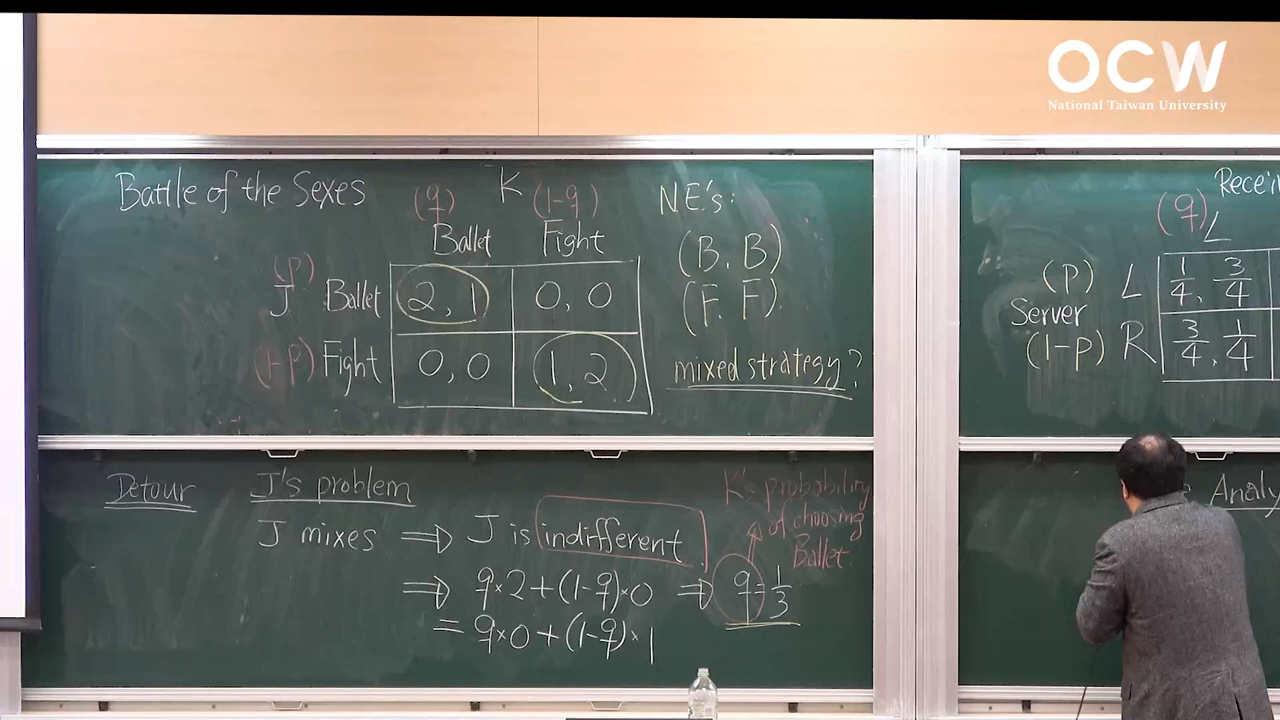 OCW
National Taiwan University
Battle of the Sexes
K
(q) (1-q)
Ballet Fight
(p)
J Ballet 2, 1 0, 0
(1-p) Fight 0, 0 1, 2
NE's:
(B, B)
(F, F)
mixed strategy?
Detour
J's problem
J mixes ⇒ J is indifferent
⇒ q×2+(1-q)×0 ⇒ q=1/3
= q×0+(1-q)×1
K's probability
of choosing
Ballet
(q)
L
(p) L 1/4, 3/4
Server
(1-p) R 3/4, 1/4